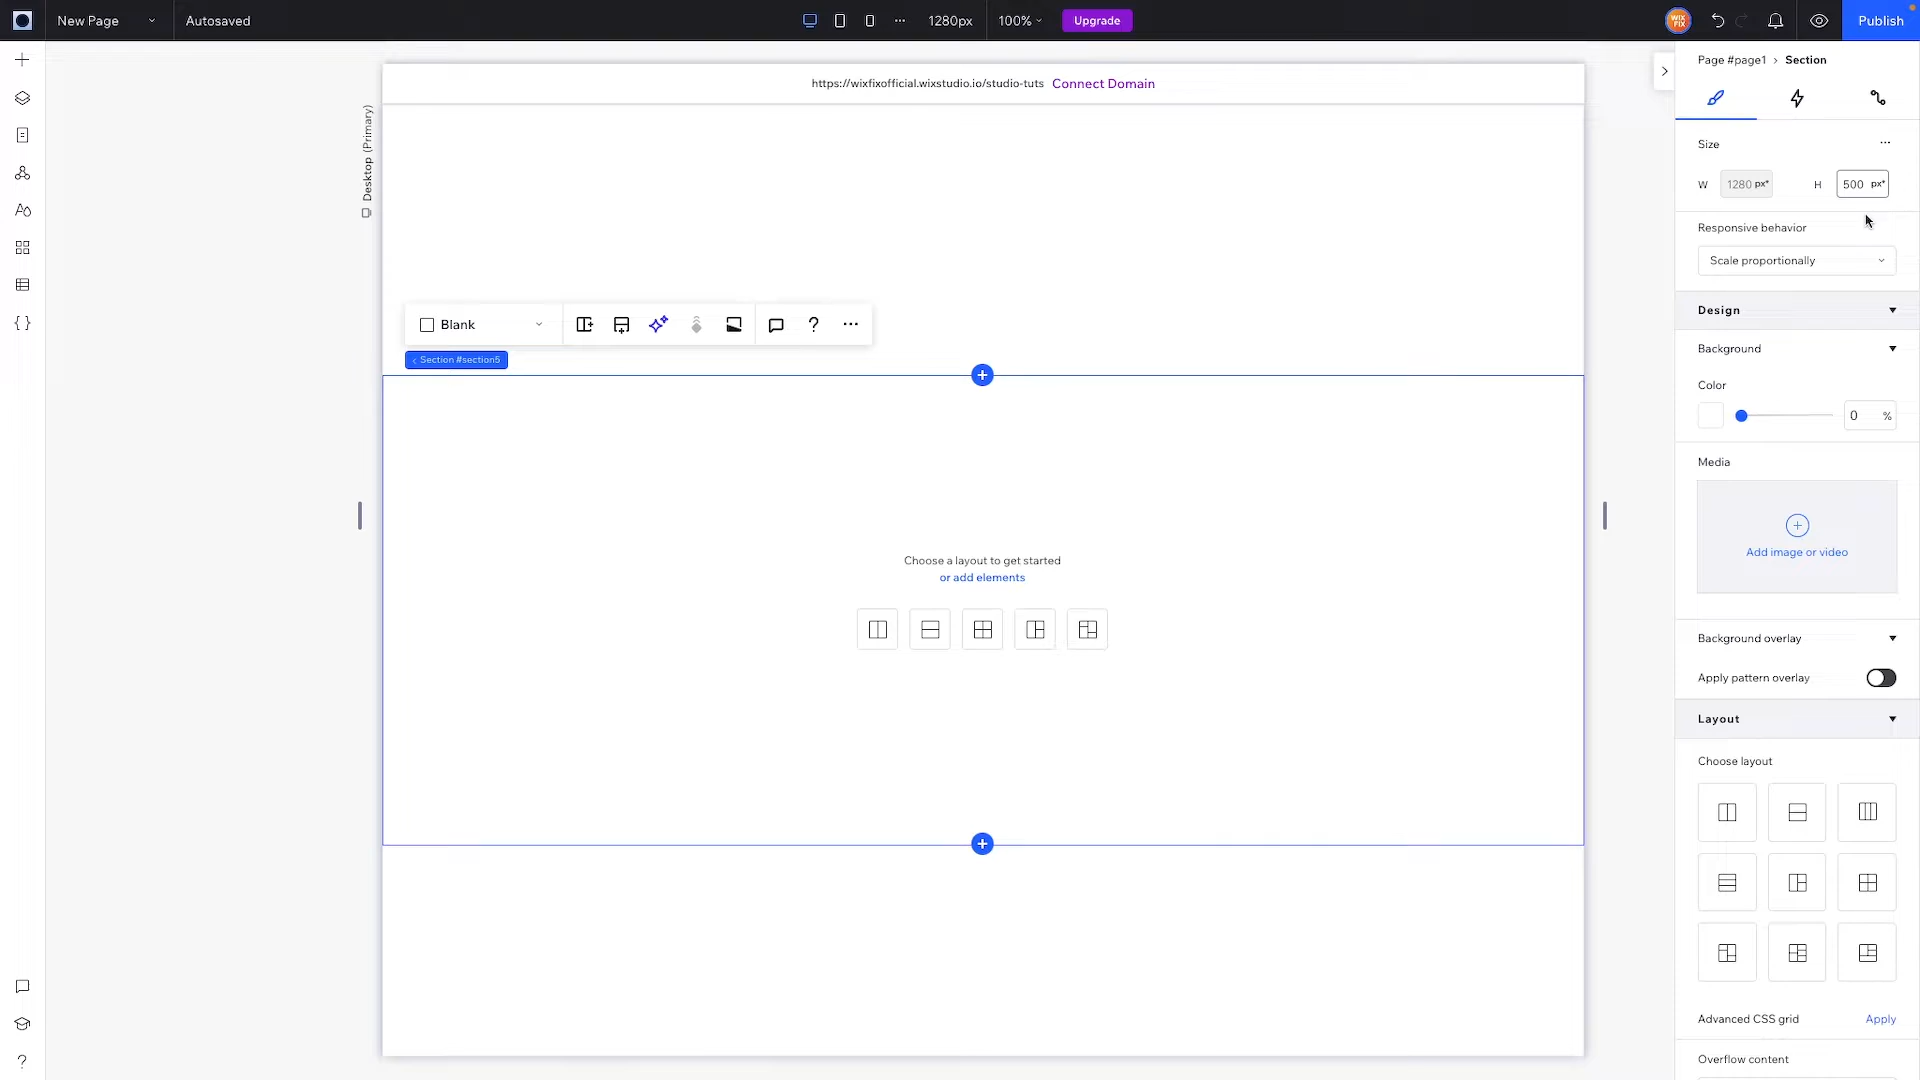 New Page
Autosaved
1280px
100%
Upgrade
WIX
FIX
Publish
https://wixfixofficial.wixstudio.io/studio-tuts Connect Domain
Desktop (Primary)
Blank
?
Section #section5
Choose a layout to get started
or add elements
Page #page1 > Section
Size
W 1280 px* H 500 px*
Responsive behavior
Scale proportionally
Design
Background
Color
0 %
Media
Add image or video
Background overlay
Apply pattern overlay
Layout
Choose layout
Advanced CSS grid Apply
Overflow content
?